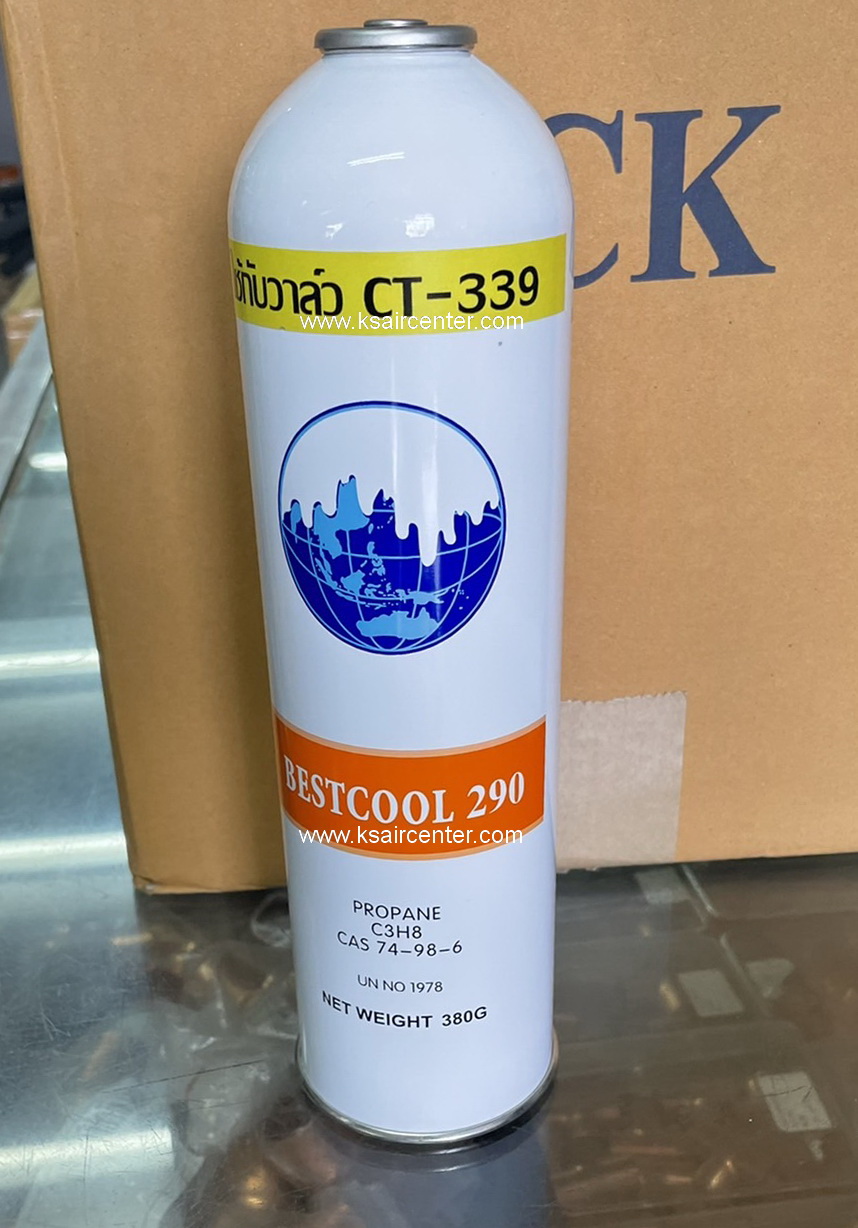 CK
ใช้กับวาล์ว CT-339
www.ksaircenter.com
BESTCOOL 290
www.ksaircenter.com
PROPANE
C3H8
CAS 74-98-6
UN NO 1978
NET WEIGHT 380G